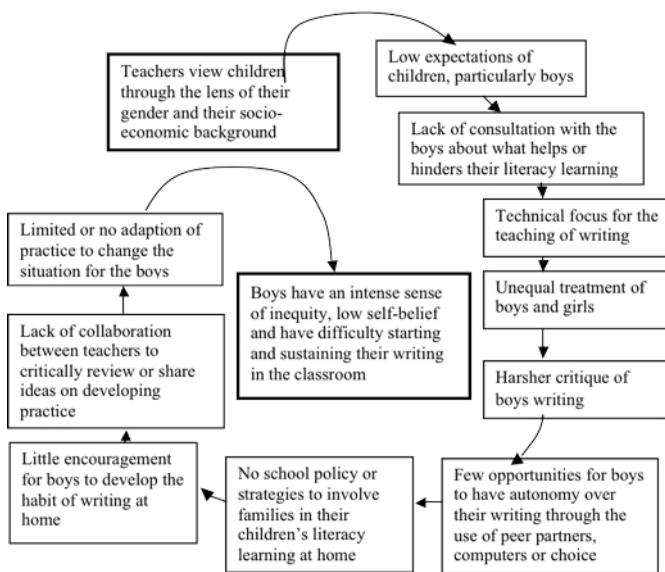 Teachers view children
through the lens of their
gender and their socio-
economic background
Low expectations of
children, particularly boys
Lack of consultation with the
boys about what helps or
hinders their literacy learning
Technical focus for the
teaching of writing
Unequal treatment of
boys and girls
Harsher critique of
boys writing
Few opportunities for boys
to have autonomy over
their writing through the
use of peer partners,
computers or choice
No school policy or
strategies to involve
families in their
children's literacy
learning at home
Little encouragement
for boys to develop the
habit of writing at
home
Lack of collaboration
between teachers to
critically review or share
ideas on developing
practice
Limited or no adaption of
practice to change the
situation for the boys
Boys have an intense sense
of inequity, low self-belief
and have difficulty starting
and sustaining their writing
in the classroom